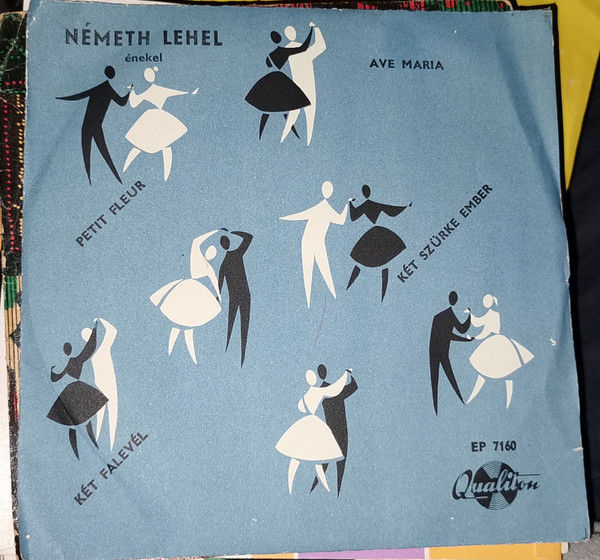 NÉMETH LEHEL
énekel
AVE MARIA
PETIT FLEUR
KÉT SZÜRKE EMBER
KÉT FALEVÉL
EP 7160
Qualiton